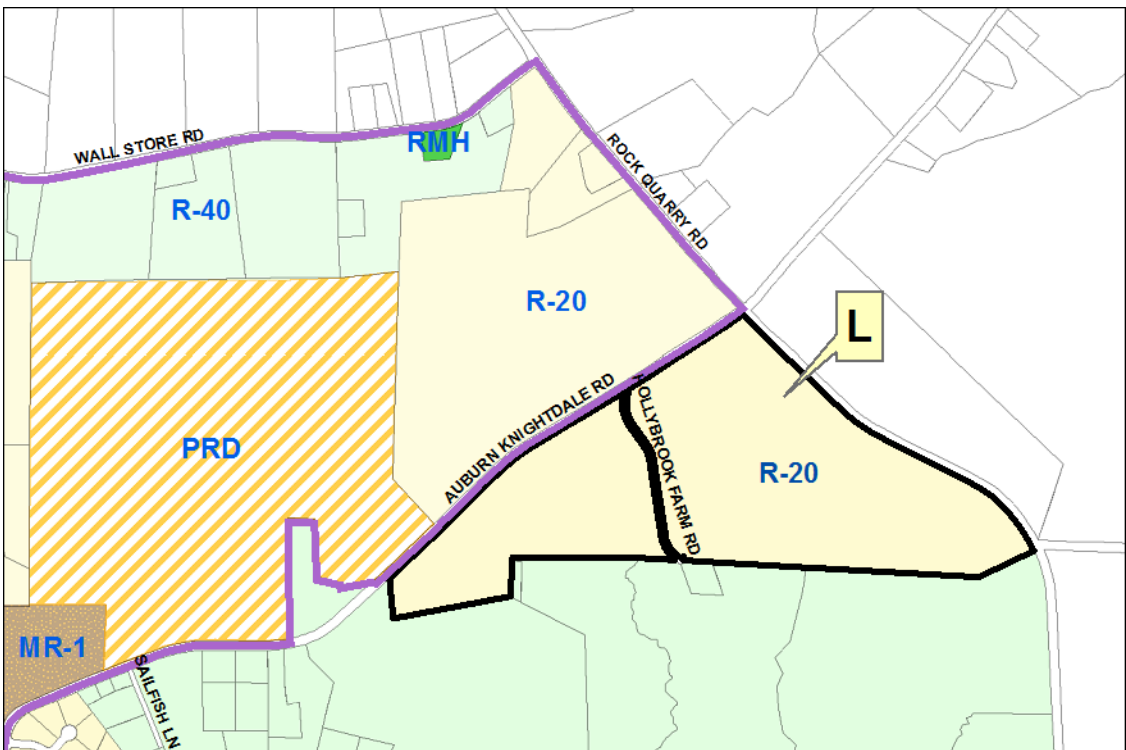 WALL STORE RD
RMH
ROCK QUARRY RD
R-40
R-20
L
AUBURN KNIGHTDALE RD
HOLLYBROOK FARM RD
PRD
R-20
MR-1
SAILFISH LN